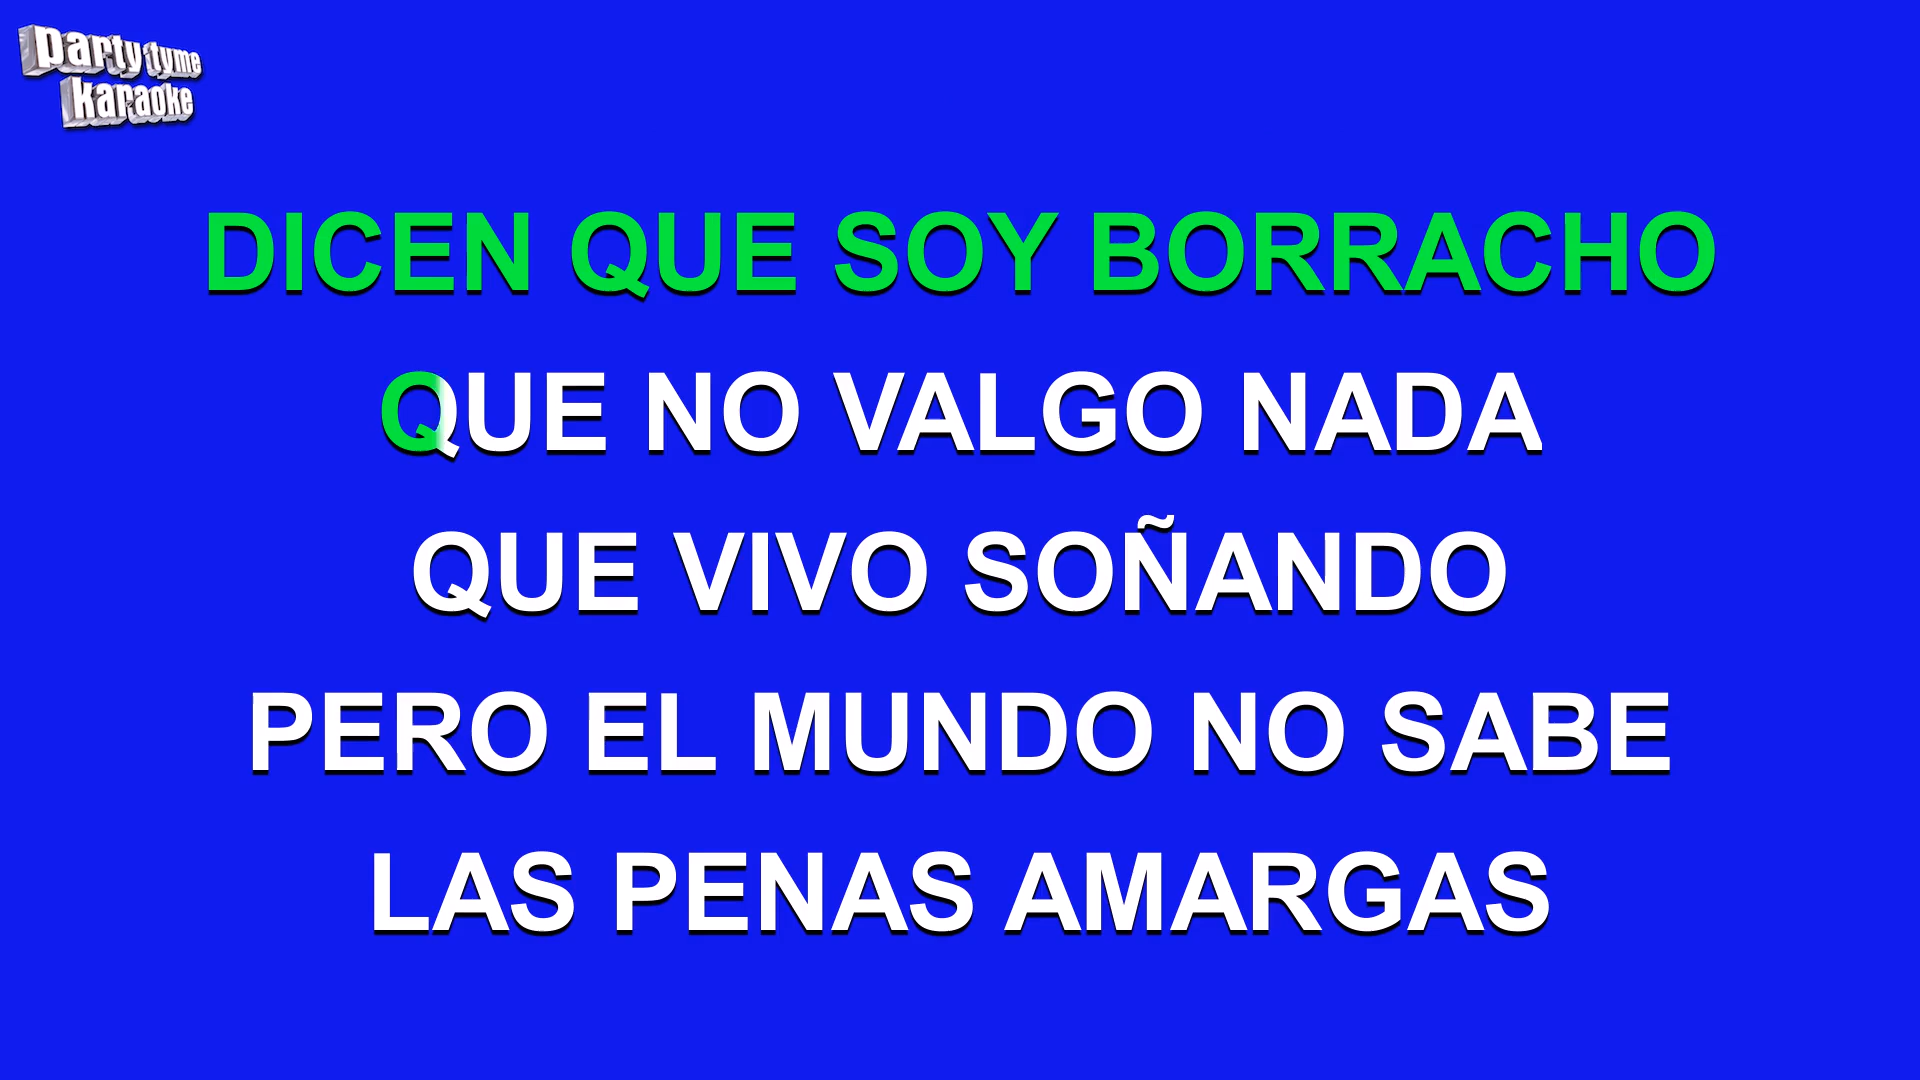 party tyme
karaoke
DICEN QUE SOY BORRACHO
QUE NO VALGO NADA
QUE VIVO SOÑANDO
PERO EL MUNDO NO SABE
LAS PENAS AMARGAS